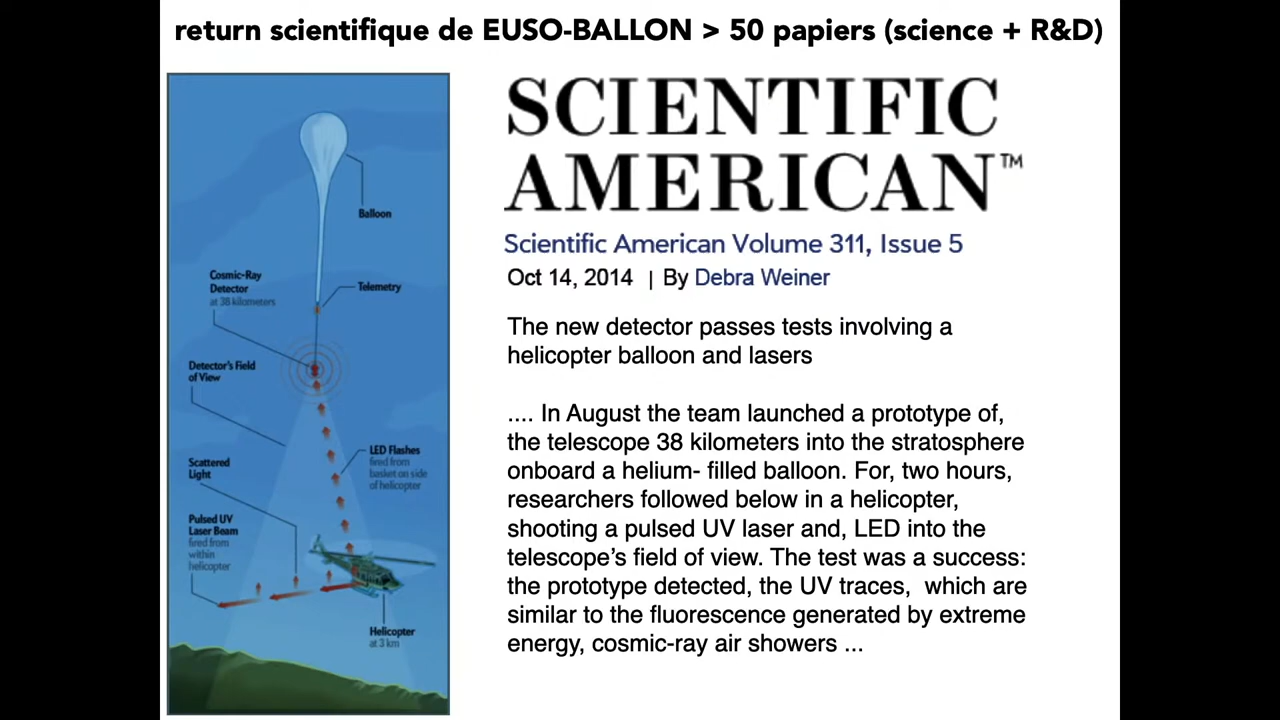 return scientifique de EUSO-BALLON > 50 papiers (science + R&D)
Balloon
Cosmic-Ray
Detector
at 38 kilometers
Telemetry
Detector's Field
of View
LED Flashes
fired from
basket on side
of helicopter
Scattered
Light
Pulsed UV
Laser Beam
fired from
within
helicopter
Helicopter
at 3 km
SCIENTIFIC
AMERICAN™
Scientific American Volume 311, Issue 5
Oct 14, 2014 | By Debra Weiner
The new detector passes tests involving a
helicopter balloon and lasers
.... In August the team launched a prototype of,
the telescope 38 kilometers into the stratosphere
onboard a helium- filled balloon. For, two hours,
researchers followed below in a helicopter,
shooting a pulsed UV laser and, LED into the
telescope's field of view. The test was a success:
the prototype detected, the UV traces, which are
similar to the fluorescence generated by extreme
energy, cosmic-ray air showers ...